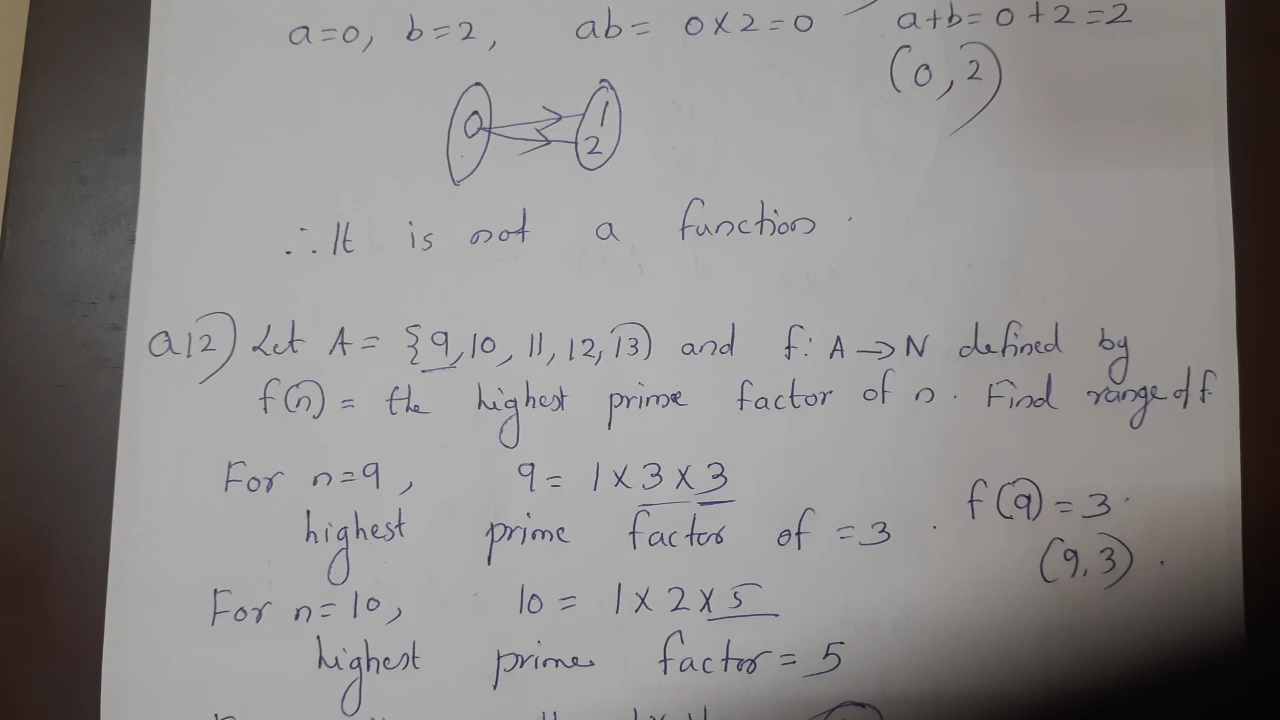 a=0, b=2, ab= 0×2=0 a+b=0+2=2
(0,2)
0 1
2
∴ It is not a function.
Q12) Let A = {9,10, 11, 12, 13) and f: A→N defined by
f(n) = the highest prime factor of n. Find range of f
For n=9, 9= 1×3×3
f(9)=3.
highest prime factor of =3.
(9,3).
For n=10, 10= 1×2×5
highest prime factor= 5